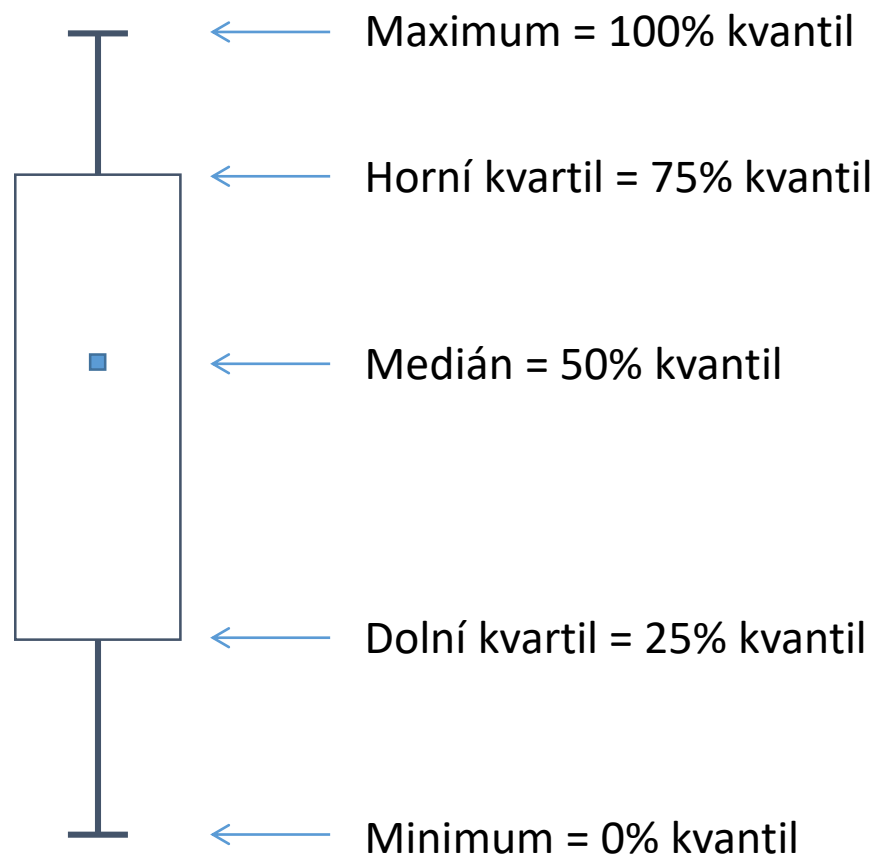 Maximum = 100% kvantil
Horní kvartil = 75% kvantil
Medián = 50% kvantil
Dolní kvartil = 25% kvantil
Minimum = 0% kvantil